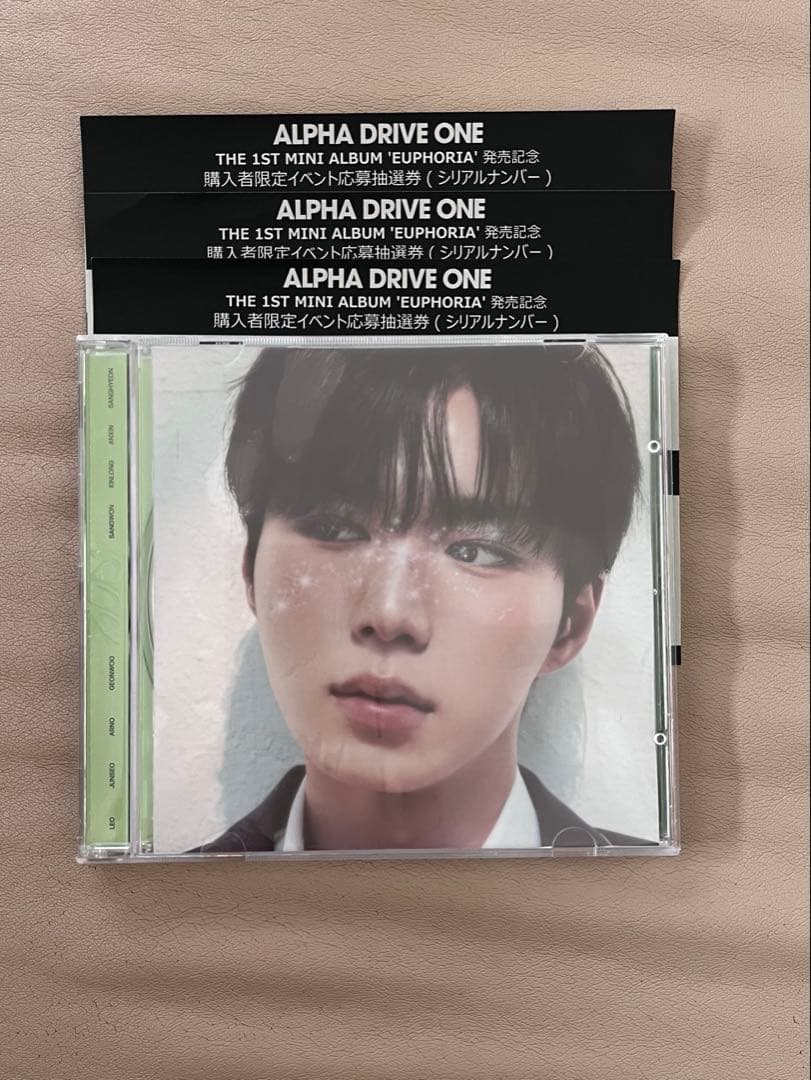 ALPHA DRIVE ONE
THE 1ST MINI ALBUM 'EUPHORIA' 発売記念
購入者限定イベント応募抽選券 ( シリアルナンバー )
ALPHA DRIVE ONE
THE 1ST MINI ALBUM 'EUPHORIA' 発売記念
購入者限定イベント応募抽選券 ( シリアルナンバー )
ALPHA DRIVE ONE
THE 1ST MINI ALBUM 'EUPHORIA' 発売記念
購入者限定イベント応募抽選券 ( シリアルナンバー )
LEO
JUNSEO
ARNO
GEONWOO
SANGWON
XINLONG
ANXIN
SANGHYEON